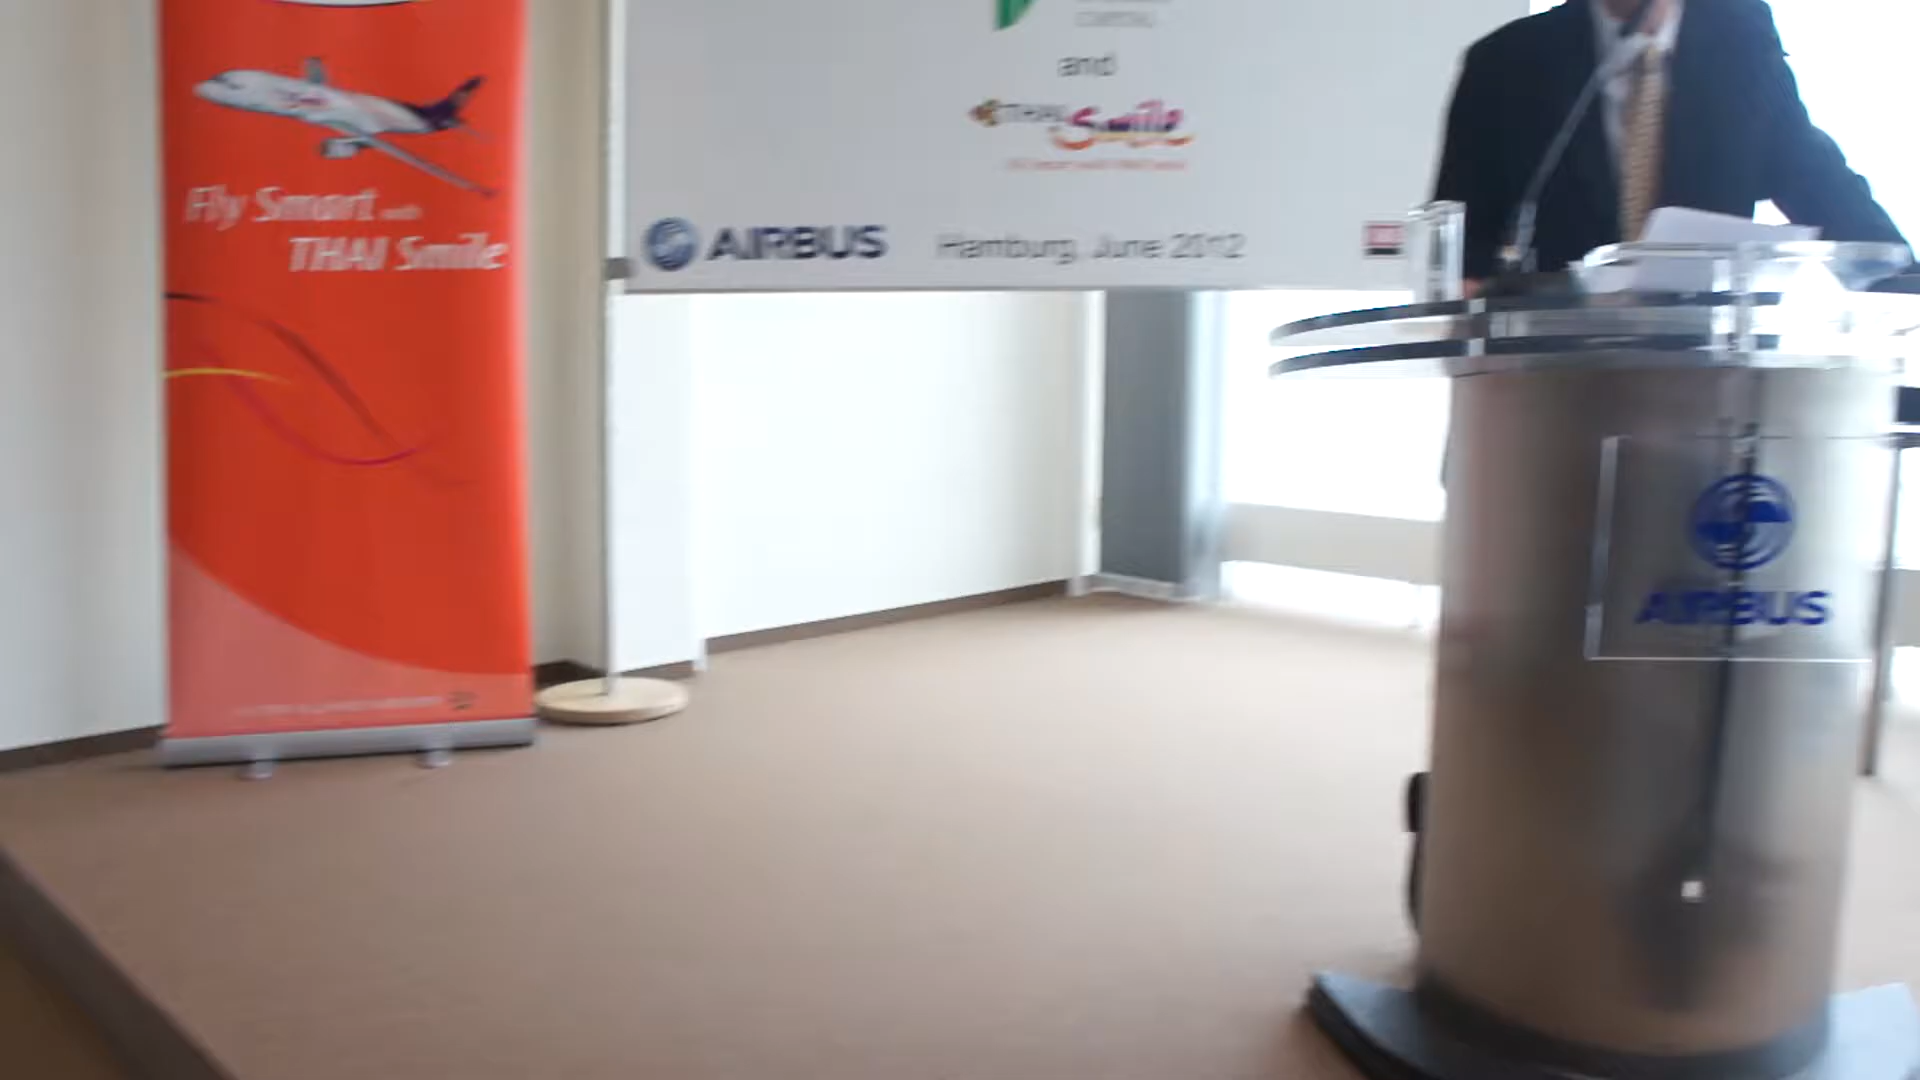 Fly Smart with
THAI Smile
and
THAI Smile
AIRBUS
Hamburg, June 2012
AIRBUS